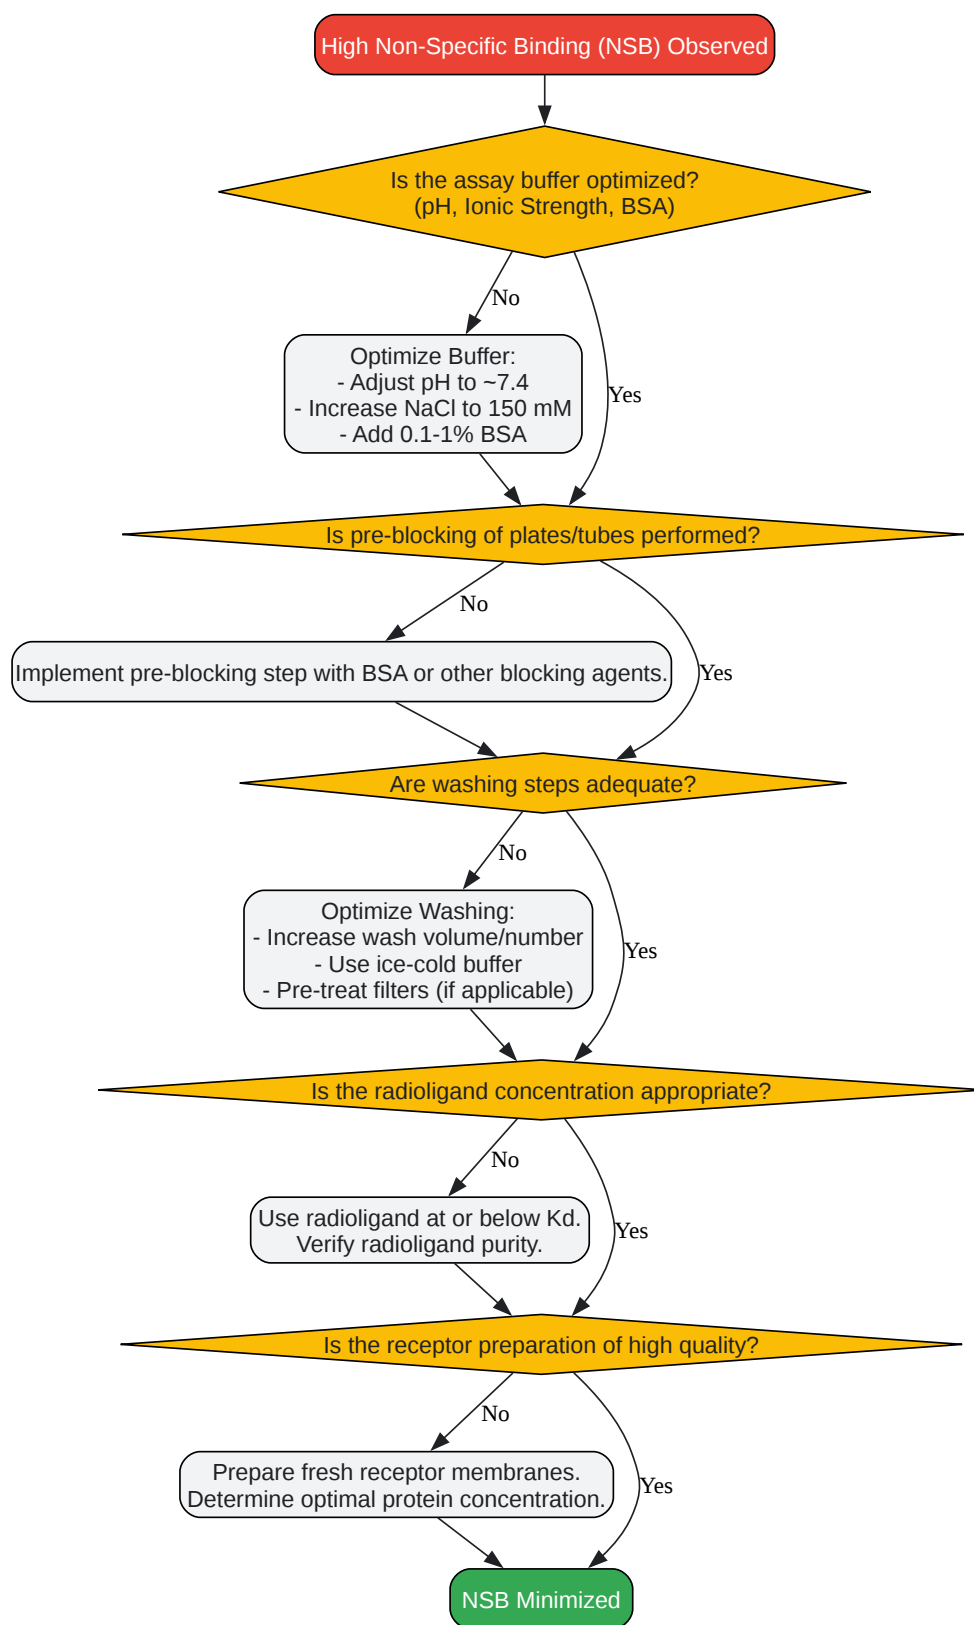 High Non-Specific Binding (NSB) Observed
Is the assay buffer optimized?
(pH, Ionic Strength, BSA)
No
Optimize Buffer:
- Adjust pH to ~7.4
- Increase NaCl to 150 mM
- Add 0.1-1% BSA
Yes
Is pre-blocking of plates/tubes performed?
No
Implement pre-blocking step with BSA or other blocking agents.
Yes
Are washing steps adequate?
No
Optimize Washing:
- Increase wash volume/number
- Use ice-cold buffer
- Pre-treat filters (if applicable)
Yes
Is the radioligand concentration appropriate?
No
Use radioligand at or below Kd.
Verify radioligand purity.
Yes
Is the receptor preparation of high quality?
No
Prepare fresh receptor membranes.
Determine optimal protein concentration.
Yes
NSB Minimized